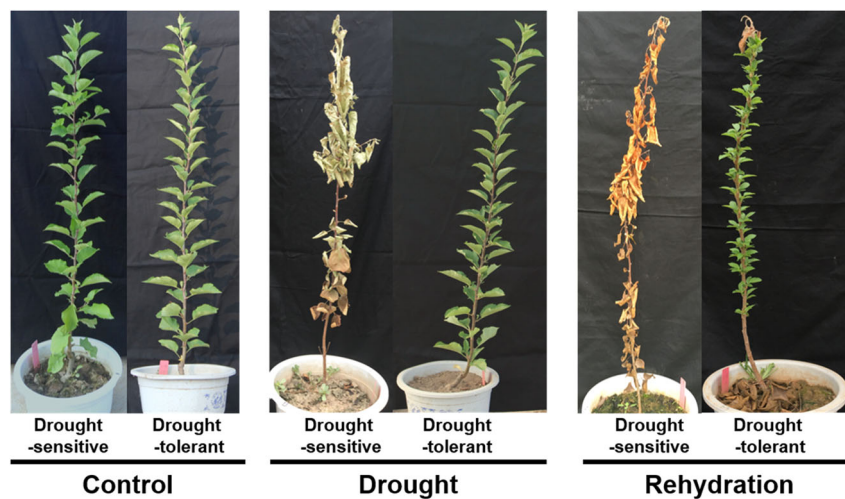 Drought
-sensitive
Drought
-tolerant
Drought
-sensitive
Drought
-tolerant
Drought
-sensitive
Drought
-tolerant
Control
Drought
Rehydration